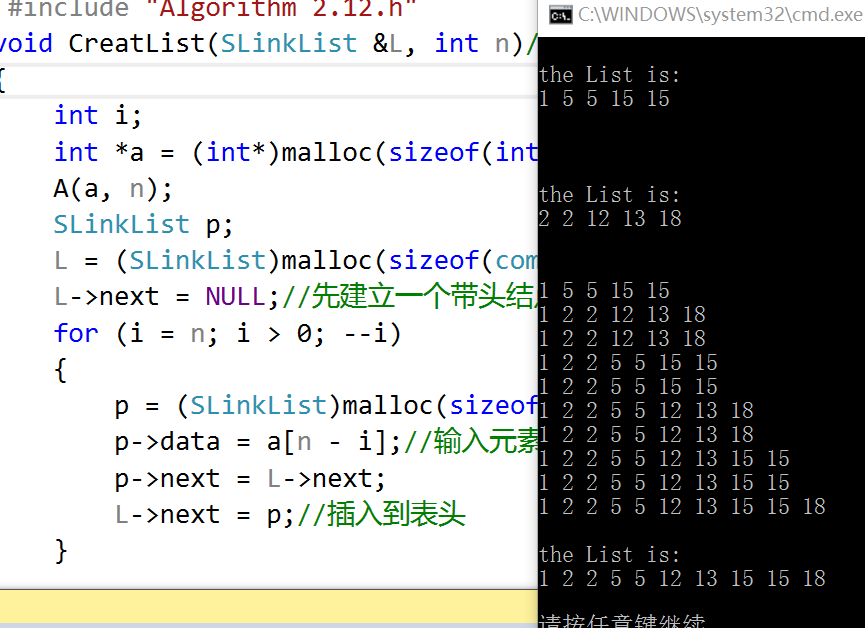 #include "Algorithm 2.12.h"
void CreatList(SLinkList &L, int n)/
{
int i;
int *a = (int*)malloc(sizeof(int
A(a, n);
SLinkList p;
L = (SLinkList)malloc(sizeof(com
L->next = NULL;//先建立一个带头结
for (i = n; i > 0; --i)
{
p = (SLinkList)malloc(sizeof
p->data = a[n - i];//输入元素
p->next = L->next;
L->next = p;//插入到表头
}
C:\WINDOWS\system32\cmd.exe
the List is:
1 5 5 15 15
the List is:
2 2 12 13 18
1 5 5 15 15
1 2 2 12 13 18
1 2 2 12 13 18
1 2 2 5 5 15 15
1 2 2 5 5 15 15
1 2 2 5 5 12 13 18
1 2 2 5 5 12 13 18
1 2 2 5 5 12 13 15 15
1 2 2 5 5 12 13 15 15
1 2 2 5 5 12 13 15 15 18
the List is:
1 2 2 5 5 12 13 15 15 18
请按任意键继续